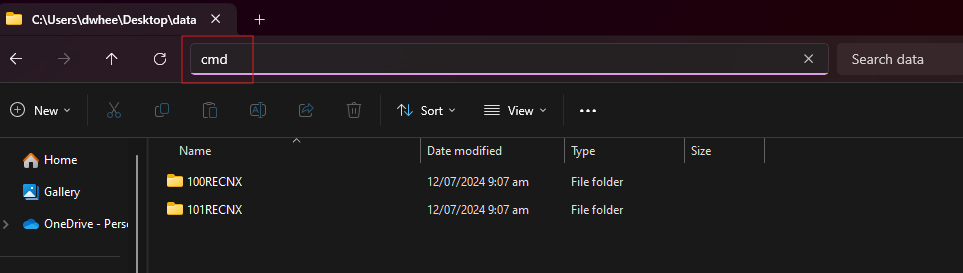 C:\Users\dwhee\Desktop\data
cmd
Search data
New
Sort
View
Name
Date modified
Type
Size
Home
Gallery
OneDrive - Perso
100RECNX
12/07/2024 9:07 am
File folder
101RECNX
12/07/2024 9:07 am
File folder